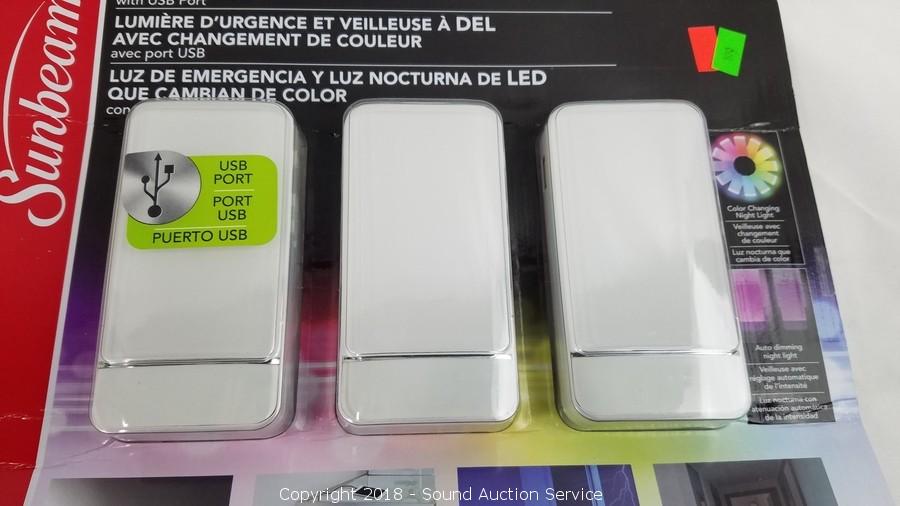 Sunbeam
with USB Port
LUMIÈRE D'URGENCE ET VEILLEUSE À DEL
AVEC CHANGEMENT DE COULEUR
avec port USB
LUZ DE EMERGENCIA Y LUZ NOCTURNA DE LED
QUE CAMBIAN DE COLOR
con
USB
PORT
PORT
USB
PUERTO USB
Color Changing
Night Light
Veilleuse avec
changement
de couleur
Luz nocturna que
cambia de color
Auto dimming
night light
Veilleuse avec
réglage automatique
de l'intensité
Luz nocturna con
atenuación automática
de la intensidad
Copyright 2018 - Sound Auction Service